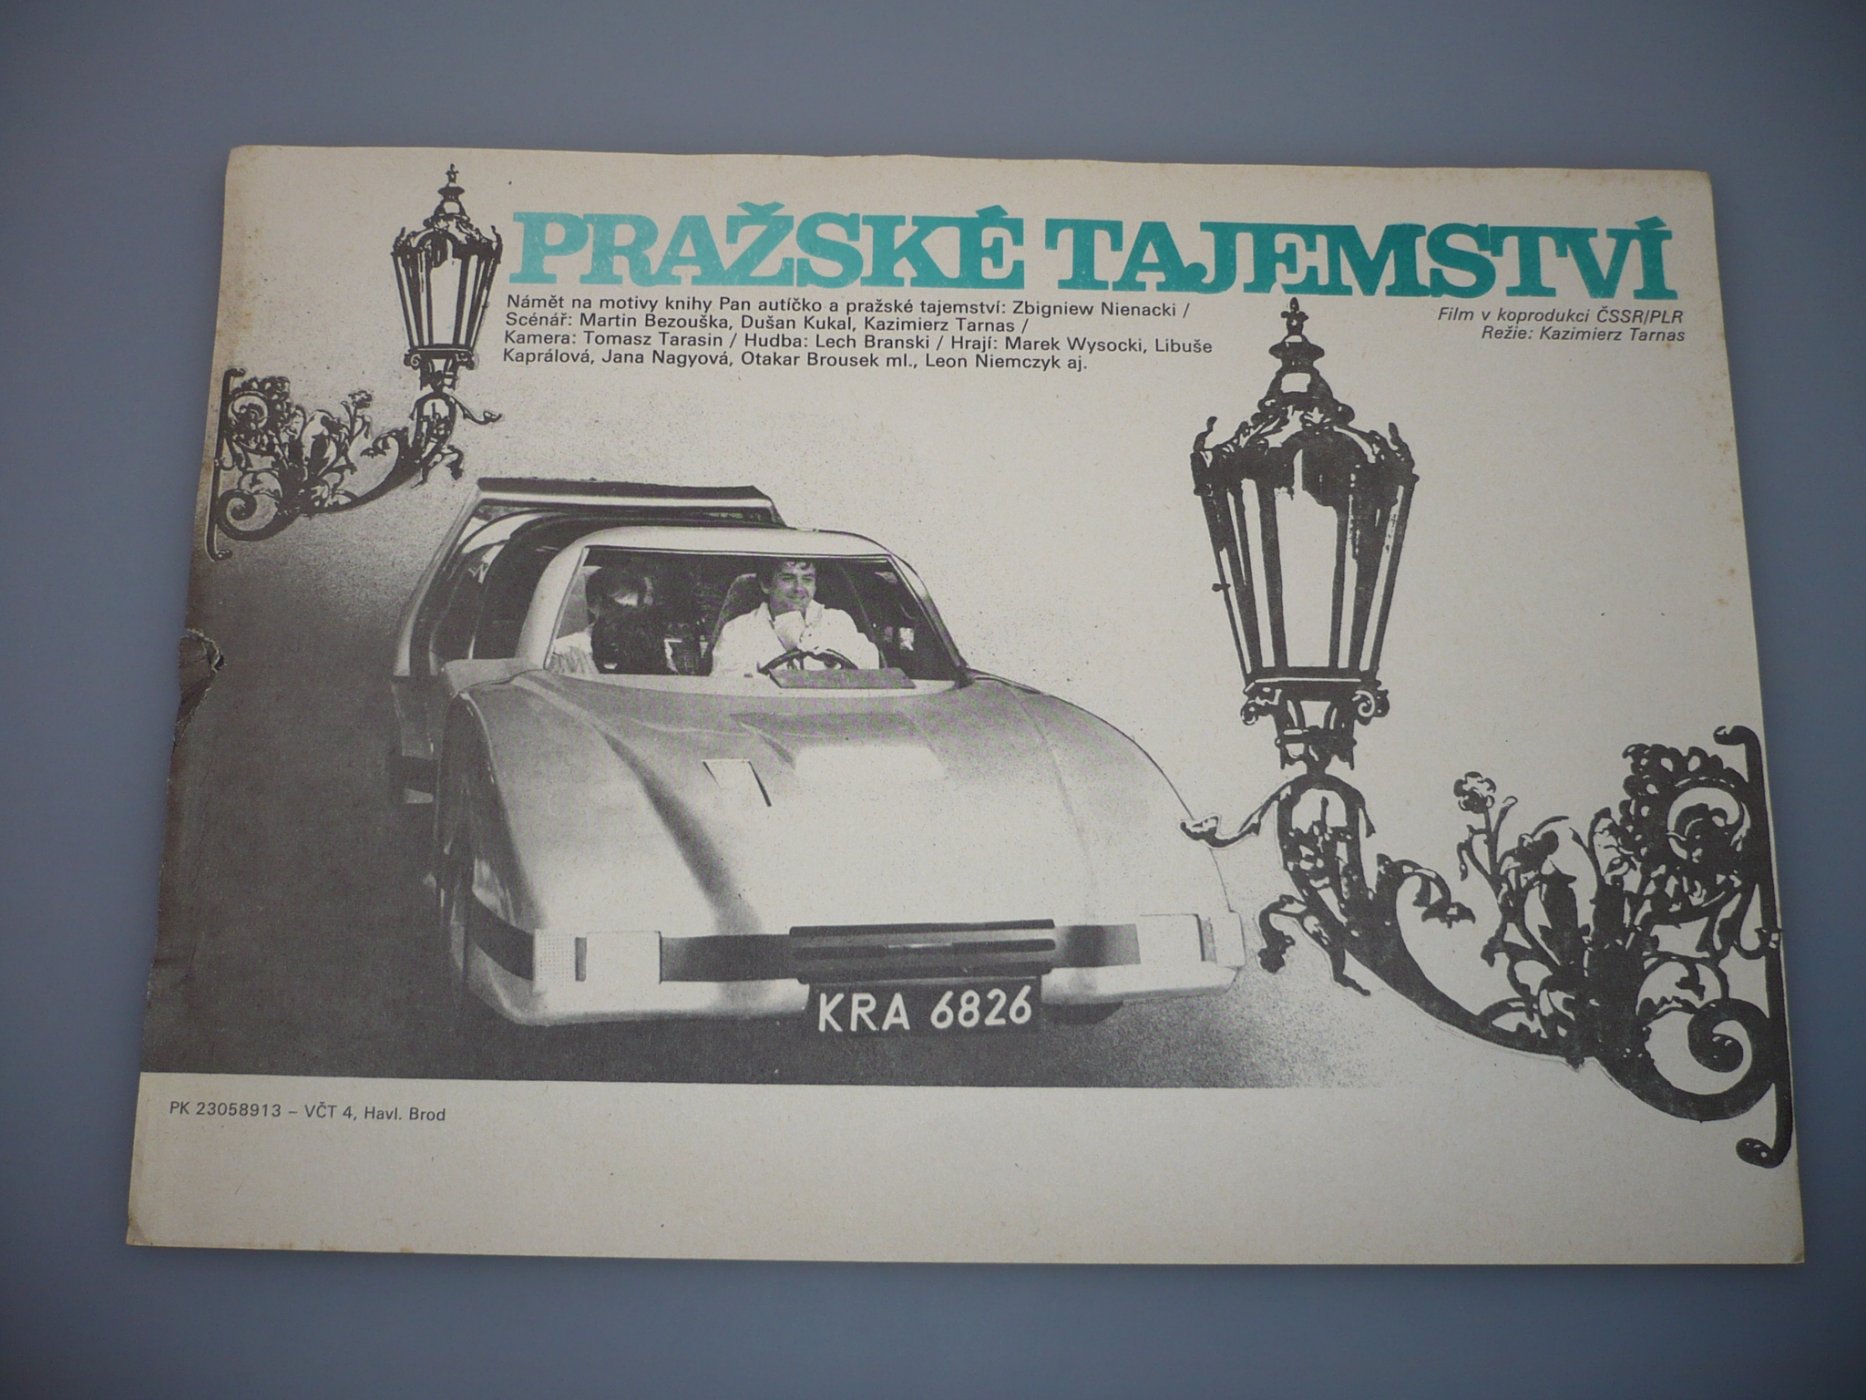 PRAŽSKÉ TAJEMSTVÍ
Námět na motivy knihy Pan autíčko a pražské tajemství: Zbigniew Nienacki /
Scénář: Martin Bezouška, Dušan Kukal, Kazimierz Tarnas /
Kamera: Tomasz Tarasin / Hudba: Lech Branski / Hrají: Marek Wysocki, Libuše
Kaprálová, Jana Nagyová, Otakar Brousek ml., Leon Niemczyk aj.
Film v koprodukci ČSSR/PLR
Režie: Kazimierz Tarnas
KRA 6826
PK 23058913 – VČT 4, Havl. Brod